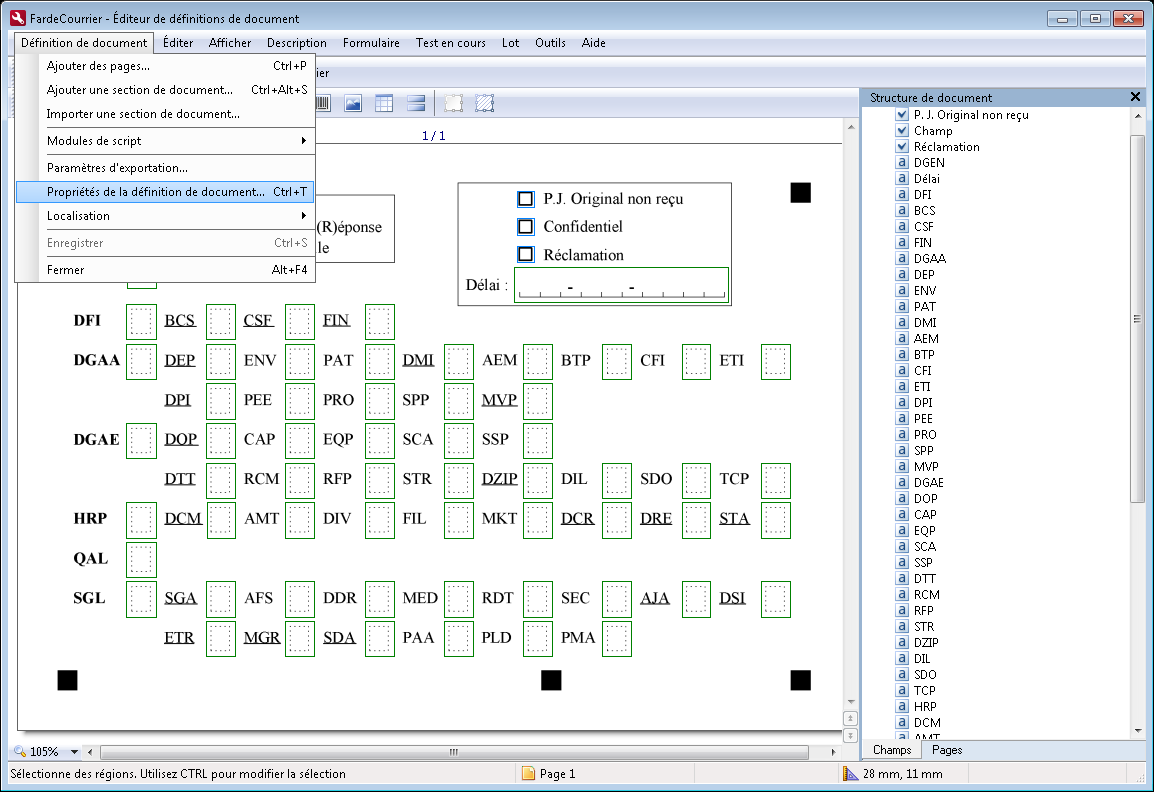 FardeCourrier - Éditeur de définitions de document
Définition de document Éditer Afficher Description Formulaire Test en cours Lot Outils Aide
Ajouter des pages... Ctrl+P
Ajouter une section de document... Ctrl+Alt+S
Importer une section de document...
Modules de script
Paramètres d'exportation...
Propriétés de la définition de document... Ctrl+T
Localisation
Enregistrer Ctrl+S
Fermer Alt+F4
ier
1/1
(R)éponse
le
P.J. Original non reçu
Confidentiel
Réclamation
Délai : - -
DFI BCS CSF FIN
DGAA DEP ENV PAT DMI AEM BTP CFI ETI
DPI PEE PRO SPP MVP
DGAE DOP CAP EQP SCA SSP
DTT RCM RFP STR DZIP DIL SDO TCP
HRP DCM AMT DIV FIL MKT DCR DRE STA
QAL
SGL SGA AFS DDR MED RDT SEC AJA DSI
ETR MGR SDA PAA PLD PMA
105%
Structure de document
P. J. Original non reçu
Champ
Réclamation
a DGEN
a Délai
a DFI
a BCS
a CSF
a FIN
a DGAA
a DEP
a ENV
a PAT
a DMI
a AEM
a BTP
a CFI
a ETI
a DPI
a PEE
a PRO
a SPP
a MVP
a DGAE
a DOP
a CAP
a EQP
a SCA
a SSP
a DTT
a RCM
a RFP
a STR
a DZIP
a DIL
a SDO
a TCP
a HRP
a DCM
a AMT
Champs Pages
Sélectionne des régions. Utilisez CTRL pour modifier la sélection Page 1 28 mm, 11 mm